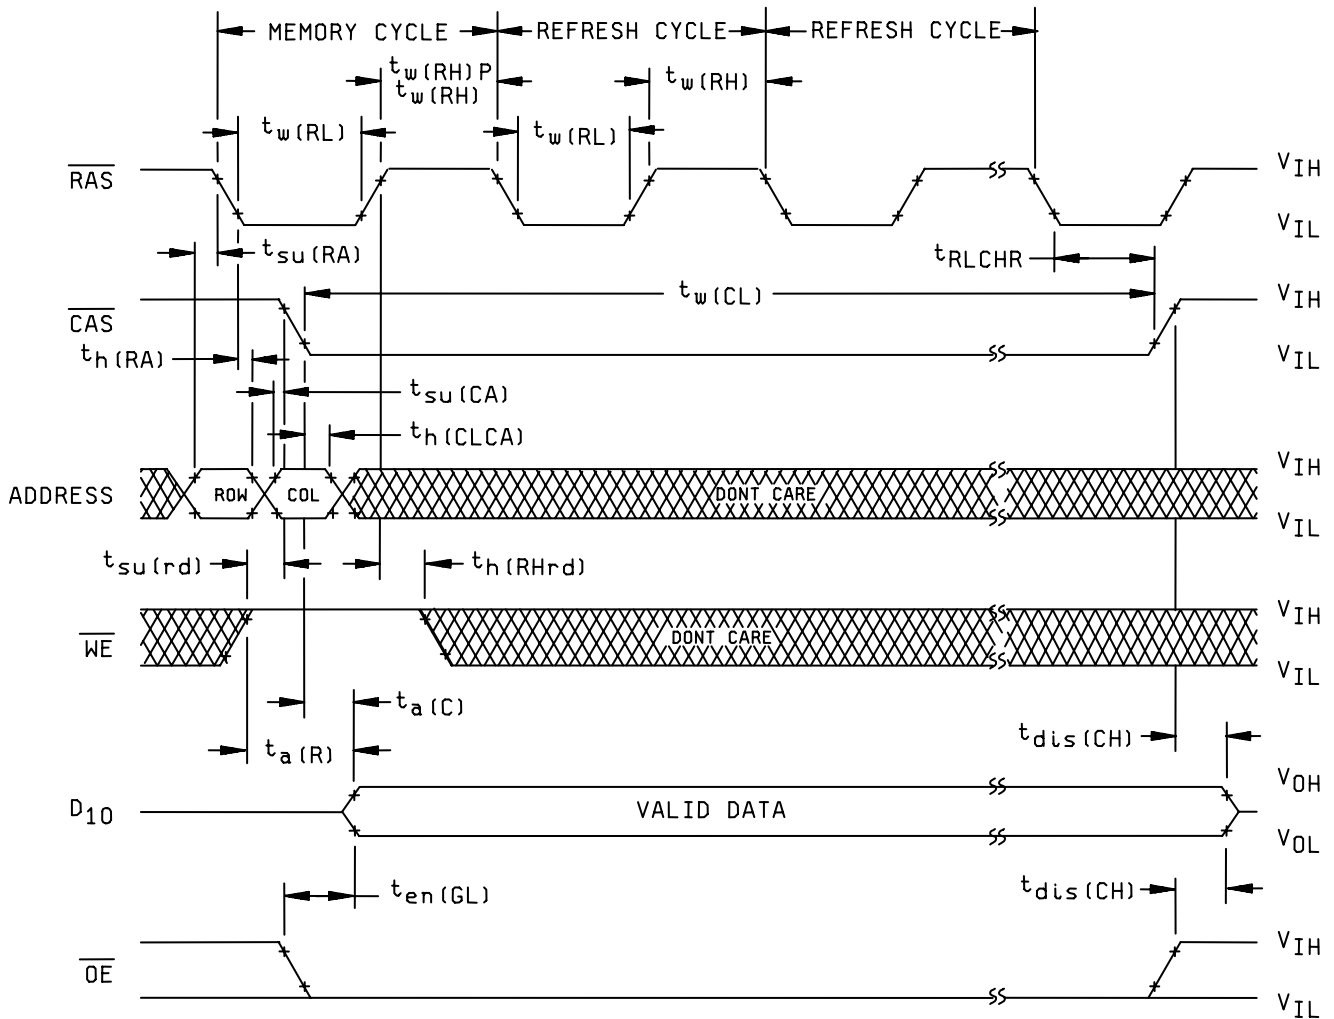 MEMORY CYCLE REFRESH CYCLE REFRESH CYCLE
tw(RH)P
tw(RH) tw(RH)
tw(RL) tw(RL)
RAS VIH
VIL
tsu(RA) tRLCHR
tw(CL)
CAS VIH
VIL
th(RA)
tsu(CA)
th(CLCA)
ADDRESS ROW COL DONT CARE VIH
VIL
tsu(rd) th(RHrd)
WE DONT CARE VIH
VIL
ta(C)
ta(R) tdis(CH)
D10 VALID DATA VOH
VOL
ten(GL) tdis(CH)
OE VIH
VIL